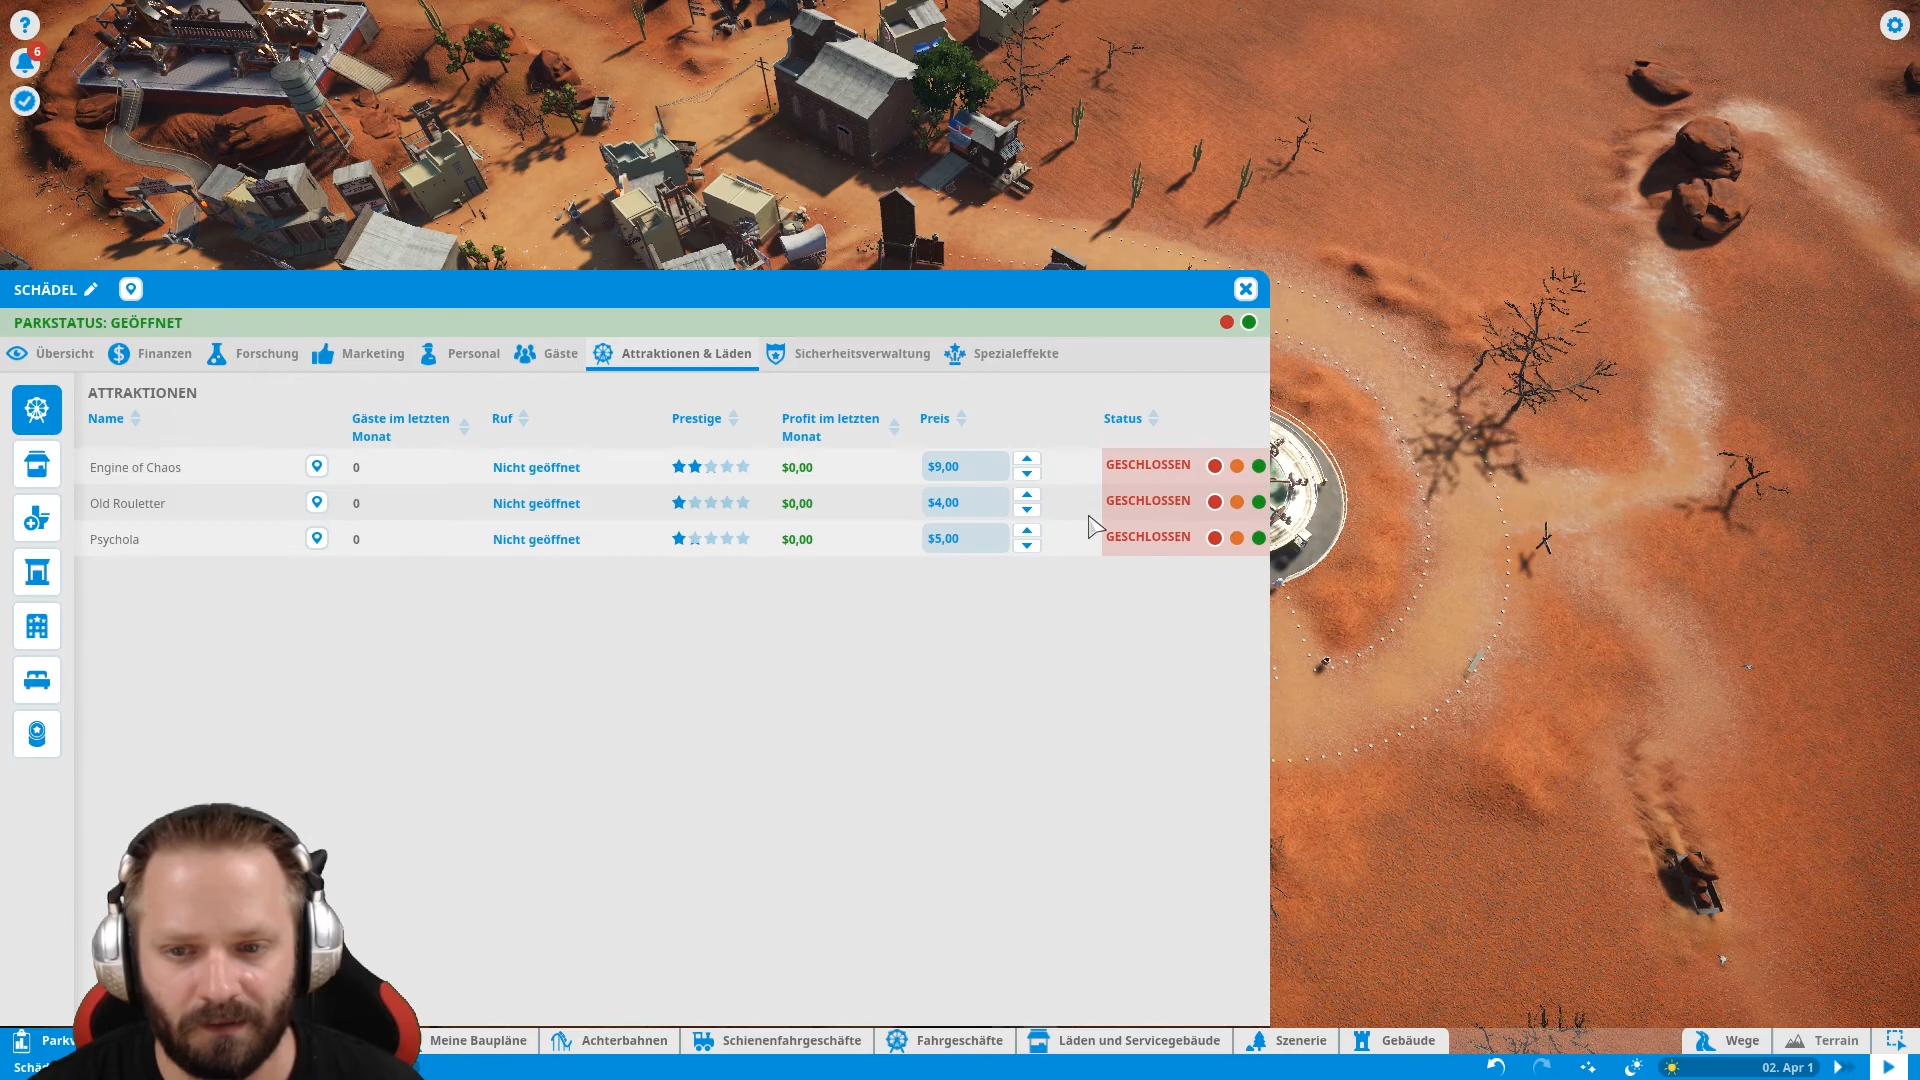 6
SCHÄDEL
PARKSTATUS: GEÖFFNET
Übersicht Finanzen Forschung Marketing Personal Gäste Attraktionen & Läden Sicherheitsverwaltung Spezialeffekte
ATTRAKTIONEN
Name Gäste im letzten Monat Ruf Prestige Profit im letzten Monat Preis Status
Engine of Chaos 0 Nicht geöffnet $0,00 $9,00 GESCHLOSSEN
Old Rouletter 0 Nicht geöffnet $0,00 $4,00 GESCHLOSSEN
Psychola 0 Nicht geöffnet $0,00 $5,00 GESCHLOSSEN
Meine Baupläne Achterbahnen Schienenfahrgeschäfte Fahrgeschäfte Läden und Servicegebäude Szenerie Gebäude Wege Terrain
02. Apr 1